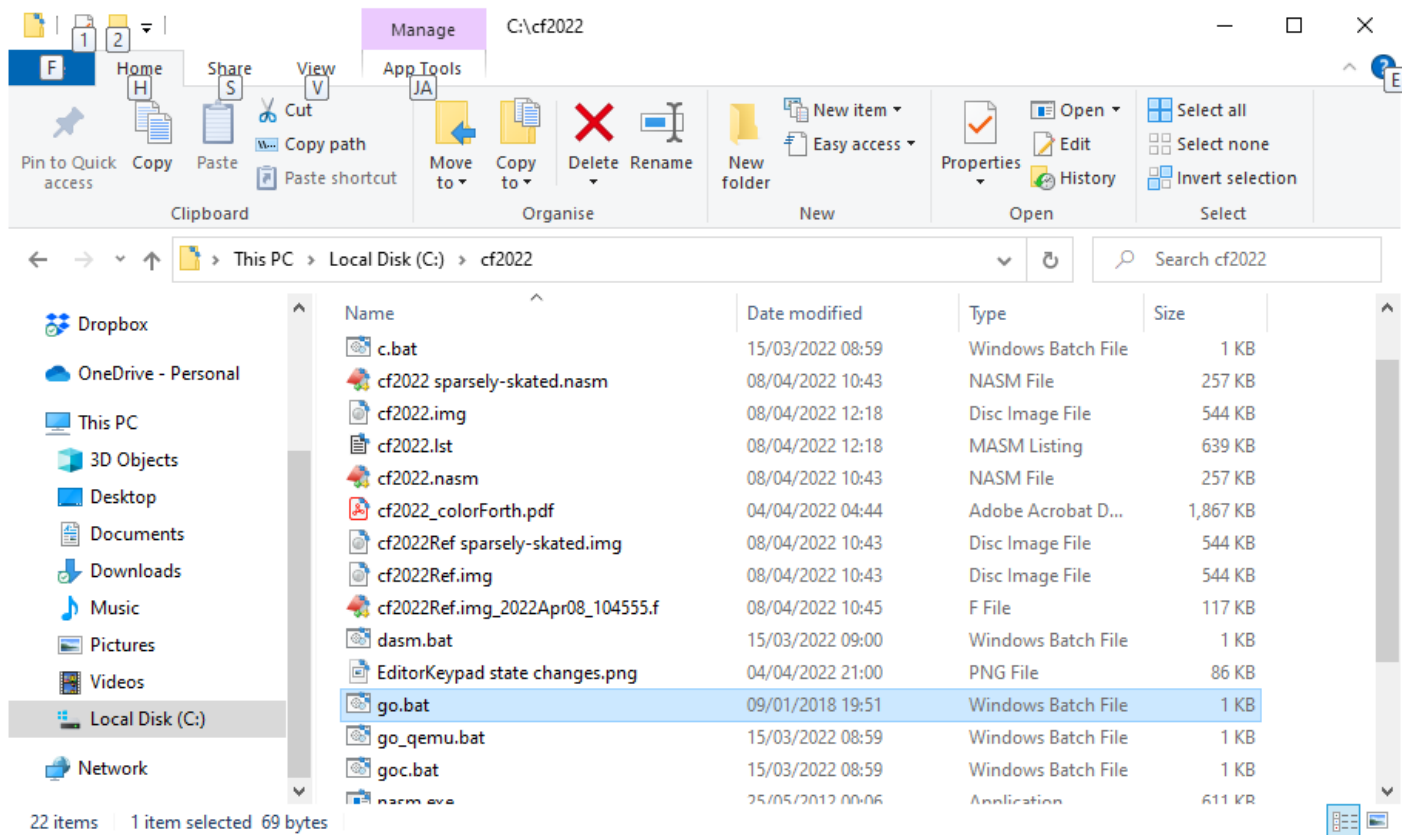 Manage
C:\cf2022
1
2
F
Home
Share
View
App Tools
H
S
V
JA
E
?
Pin to Quick access
Copy
Paste
Cut
Copy path
Paste shortcut
Clipboard
Move to
Copy to
Delete
Rename
Organise
New folder
New item
Easy access
New
Properties
Open
Edit
History
Open
Select all
Select none
Invert selection
Select
This PC > Local Disk (C:) > cf2022
Search cf2022
Dropbox
OneDrive - Personal
This PC
3D Objects
Desktop
Documents
Downloads
Music
Pictures
Videos
Local Disk (C:)
Network
Name Date modified Type Size
c.bat 15/03/2022 08:59 Windows Batch File 1 KB
cf2022 sparsely-skated.nasm 08/04/2022 10:43 NASM File 257 KB
cf2022.img 08/04/2022 12:18 Disc Image File 544 KB
cf2022.lst 08/04/2022 12:18 MASM Listing 639 KB
cf2022.nasm 08/04/2022 10:43 NASM File 257 KB
cf2022_colorForth.pdf 04/04/2022 04:44 Adobe Acrobat D... 1,867 KB
cf2022Ref sparsely-skated.img 08/04/2022 10:43 Disc Image File 544 KB
cf2022Ref.img 08/04/2022 10:43 Disc Image File 544 KB
cf2022Ref.img_2022Apr08_104555.f 08/04/2022 10:45 F File 117 KB
dasm.bat 15/03/2022 09:00 Windows Batch File 1 KB
EditorKeypad state changes.png 04/04/2022 21:00 PNG File 86 KB
go.bat 09/01/2018 19:51 Windows Batch File 1 KB
go_qemu.bat 15/03/2022 08:59 Windows Batch File 1 KB
goc.bat 15/03/2022 08:59 Windows Batch File 1 KB
nasm.exe 25/05/2012 00:06 Application 611 KB
22 items 1 item selected 69 bytes